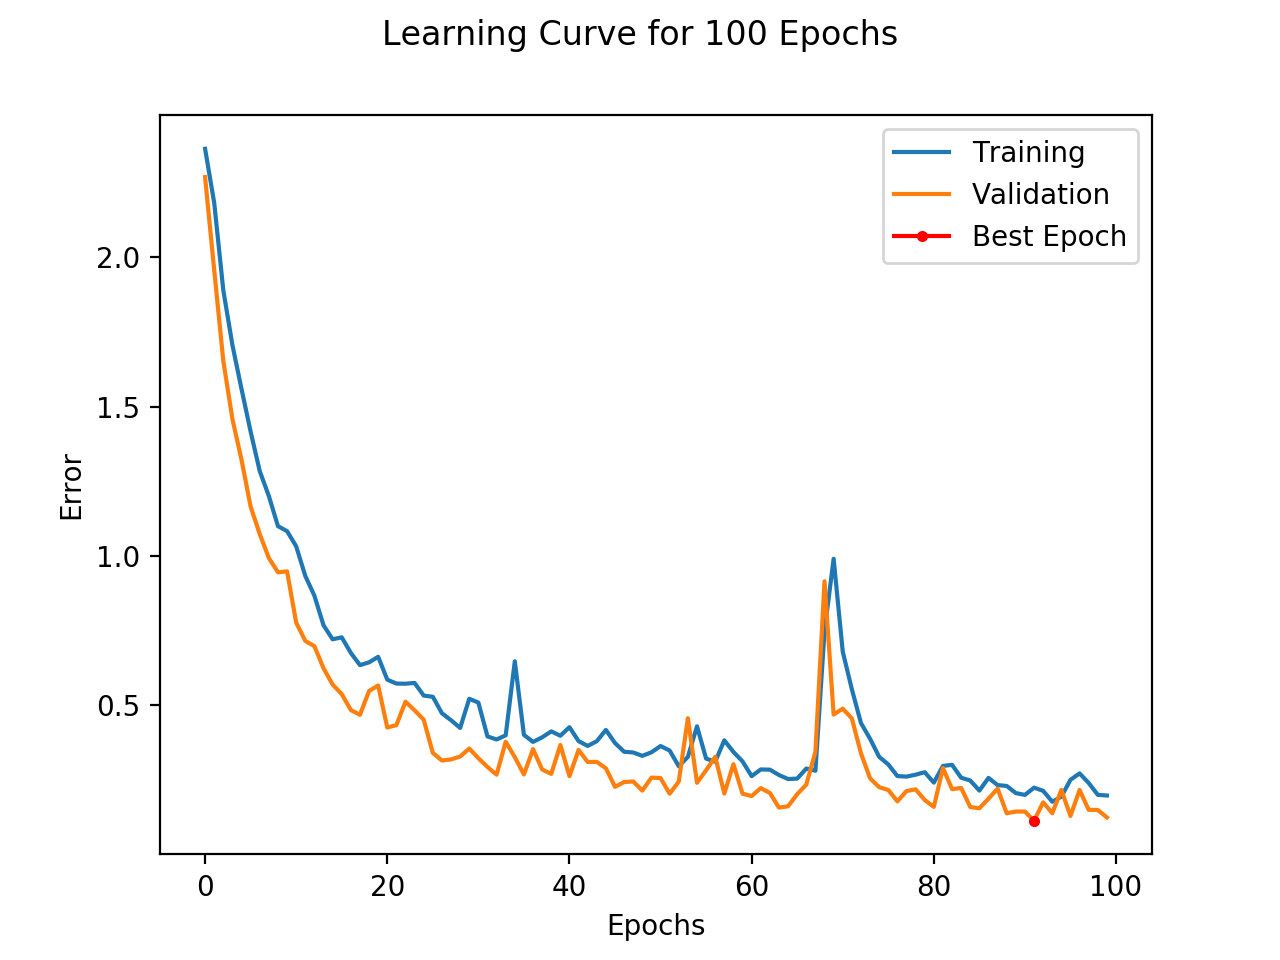 Learning Curve for 100 Epochs
Training
Validation
Best Epoch
2.0
1.5
1.0
0.5
Error
0 20 40 60 80 100
Epochs